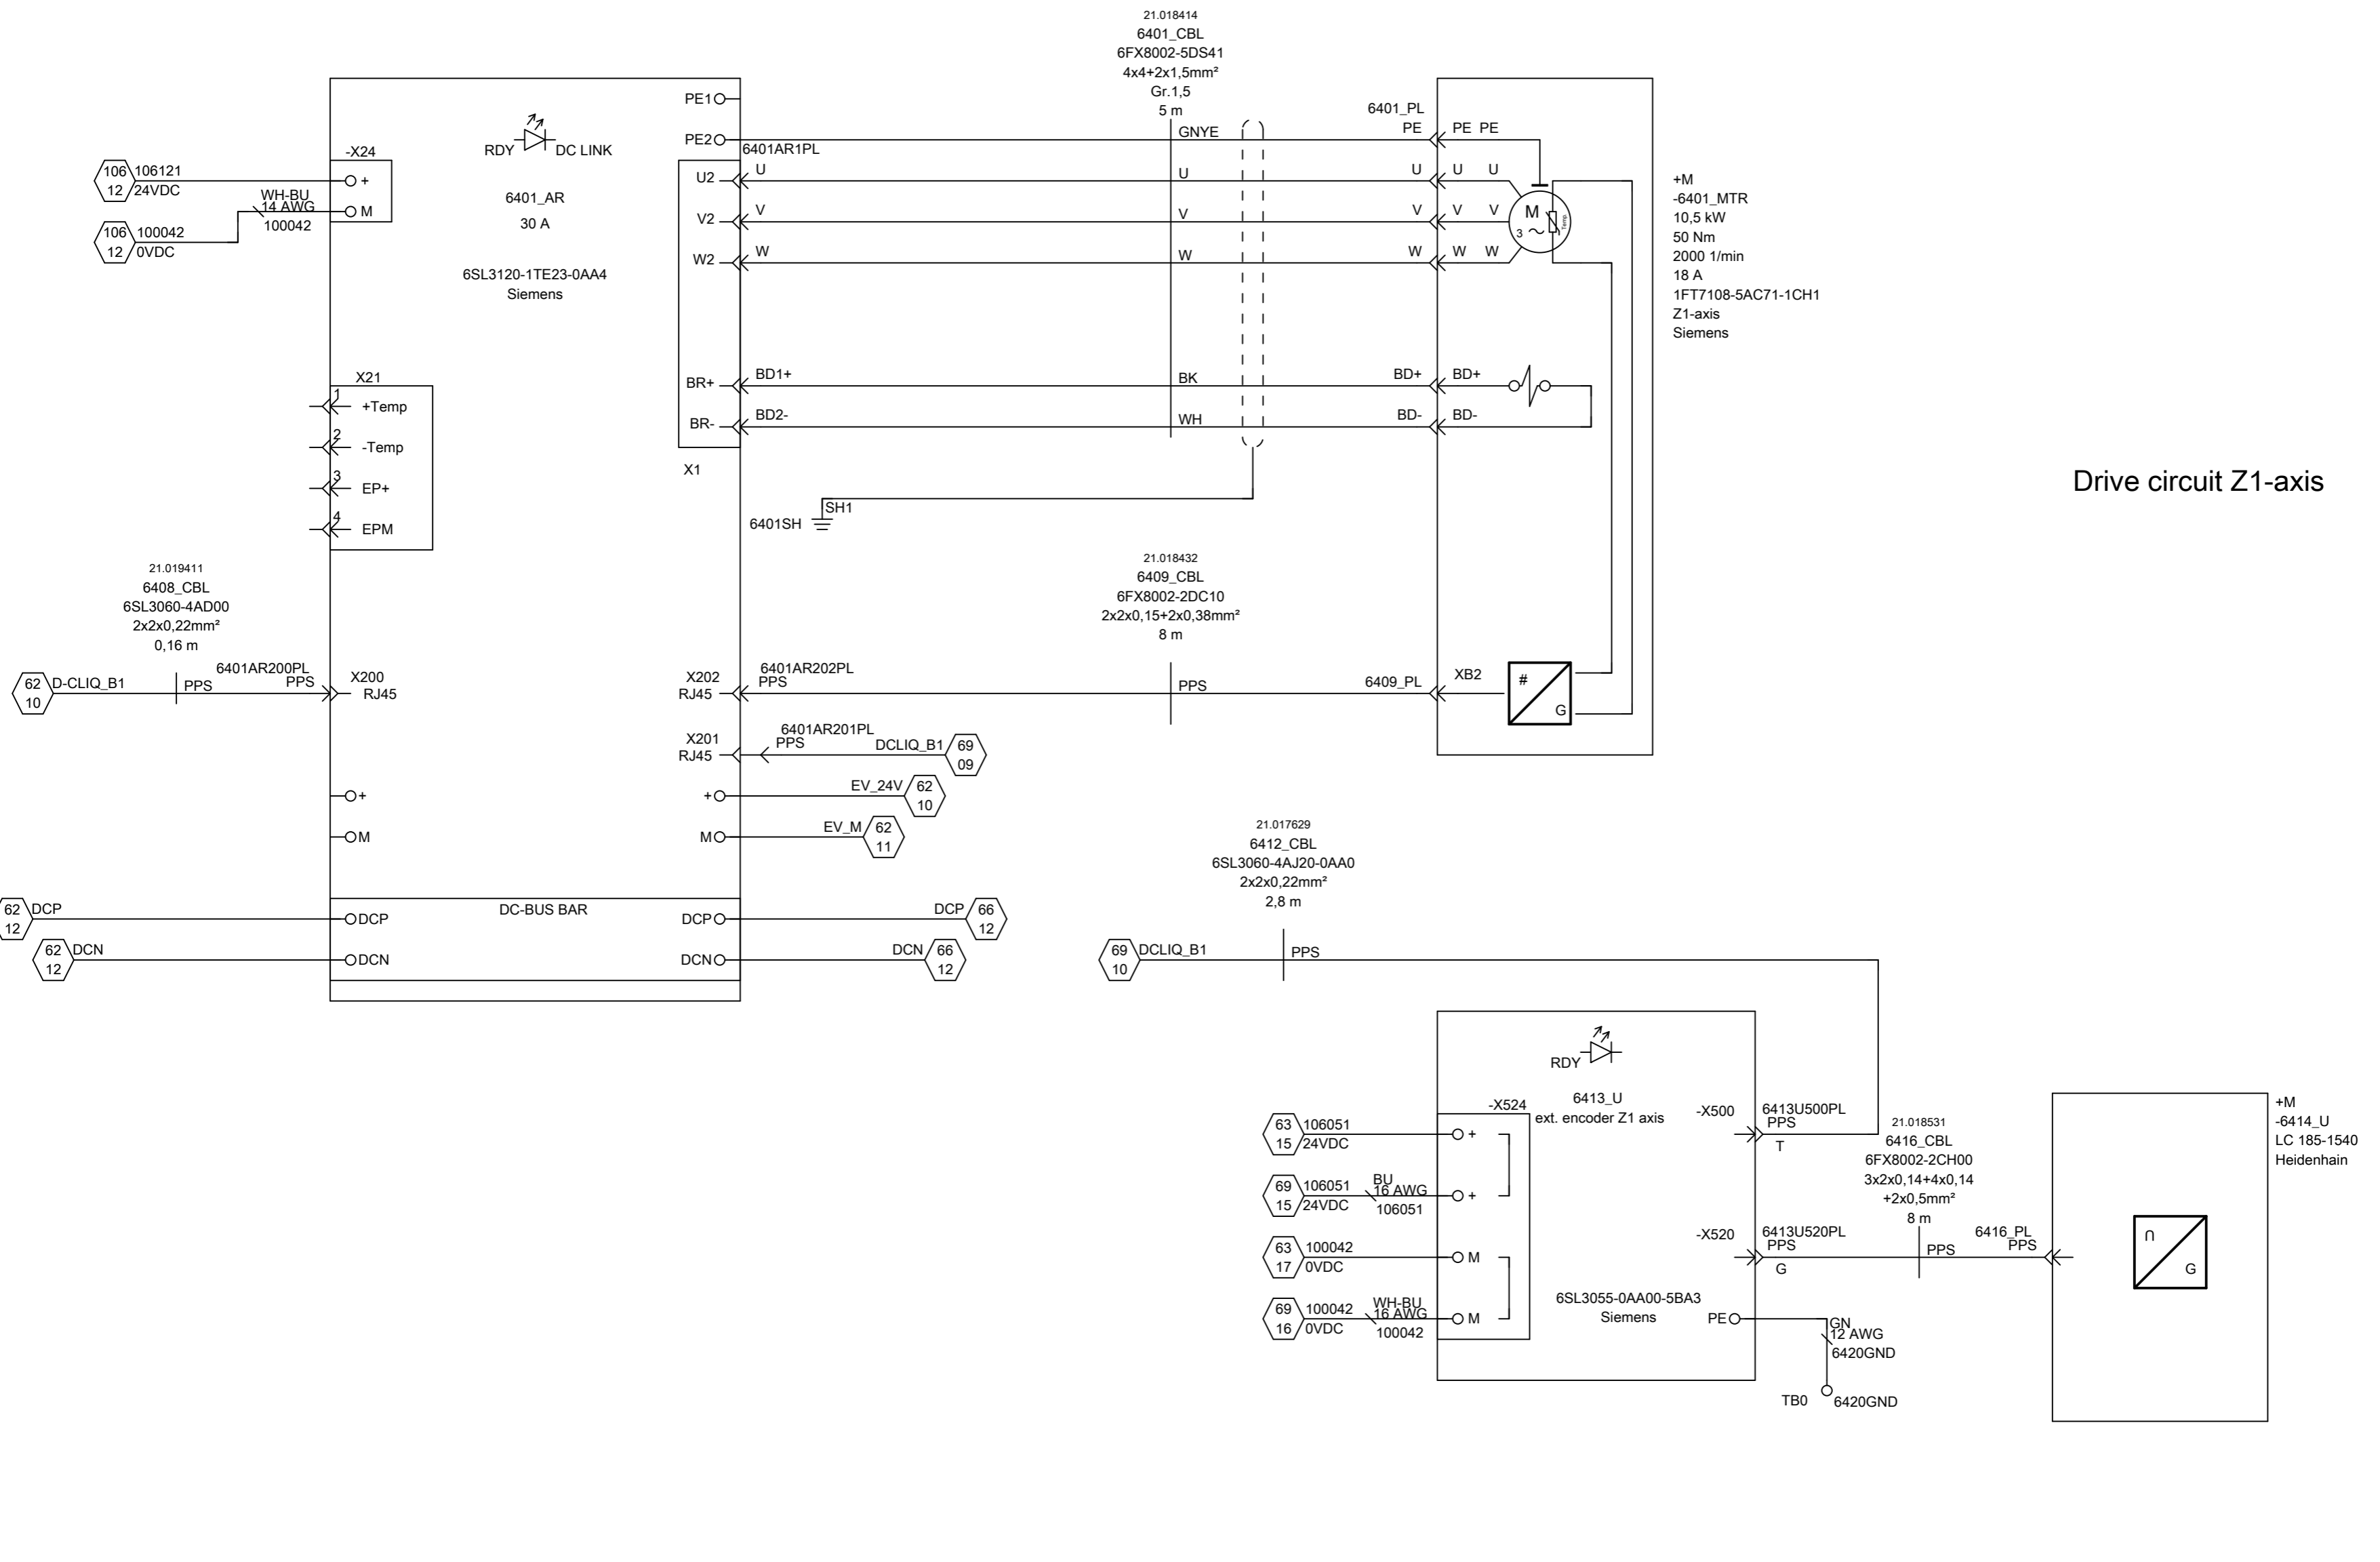 21.018414
6401_CBL
6FX8002-5DS41
4x4+2x1,5mm²
Gr.1,5
5 m
PE1
PE2
RDY
DC LINK
6401_AR
30 A
6SL3120-1TE23-0AA4
Siemens
-X24
+
M
106
12
106121
24VDC
WH-BU
14 AWG
100042
106
12
100042
0VDC
6401AR1PL
U2
U
V2
V
W2
W
BR+
BD1+
BR-
BD2-
X1
GNYE
U
V
W
BK
WH
6401_PL
PE
PE
PE
U
U
U
V
V
V
W
W
W
BD+
BD+
BD-
BD-
M
3
Temp.
+M
-6401_MTR
10,5 kW
50 Nm
2000 1/min
18 A
1FT7108-5AC71-1CH1
Z1-axis
Siemens
Drive circuit Z1-axis
X21
1
+Temp
2
-Temp
3
EP+
4
EPM
SH1
6401SH
21.019411
6408_CBL
6SL3060-4AD00
2x2x0,22mm²
0,16 m
62
10
D-CLIQ_B1
PPS
6401AR200PL
PPS
X200
RJ45
21.018432
6409_CBL
6FX8002-2DC10
2x2x0,15+2x0,38mm²
8 m
X202
RJ45
6401AR202PL
PPS
PPS
6409_PL
XB2
#
G
X201
RJ45
6401AR201PL
PPS
DCLIQ_B1
69
09
+
+
EV_24V
62
10
M
M
EV_M
62
11
DC-BUS BAR
62
12
DCP
DCP
DCP
DCP
66
12
62
12
DCN
DCN
DCN
DCN
66
12
21.017629
6412_CBL
6SL3060-4AJ20-0AA0
2x2x0,22mm²
2,8 m
69
10
DCLIQ_B1
PPS
RDY
6413_U
ext. encoder Z1 axis
-X524
63
15
106051
24VDC
+
69
15
106051
24VDC
BU
16 AWG
106051
+
63
17
100042
0VDC
M
69
16
100042
0VDC
WH-BU
16 AWG
100042
M
6SL3055-0AA00-5BA3
Siemens
-X500
6413U500PL
PPS
T
-X520
6413U520PL
PPS
G
21.018531
6416_CBL
6FX8002-2CH00
3x2x0,14+4x0,14
+2x0,5mm²
8 m
PPS
6416_PL
PPS
PE
GN
12 AWG
6420GND
TB0
6420GND
+M
-6414_U
LC 185-1540
Heidenhain
G